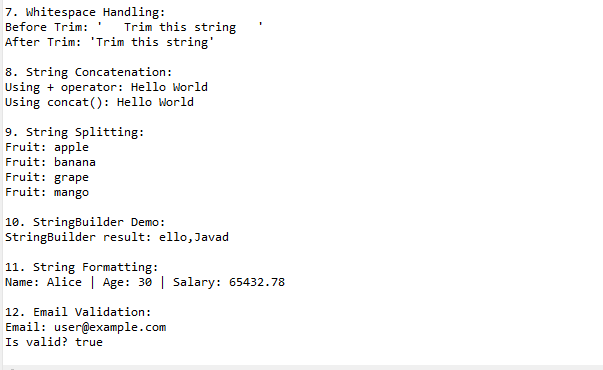 7. Whitespace Handling:
Before Trim: '   Trim this string   '
After Trim: 'Trim this string'

8. String Concatenation:
Using + operator: Hello World
Using concat(): Hello World

9. String Splitting:
Fruit: apple
Fruit: banana
Fruit: grape
Fruit: mango

10. StringBuilder Demo:
StringBuilder result: ello,Javad

11. String Formatting:
Name: Alice | Age: 30 | Salary: 65432.78

12. Email Validation:
Email: user@example.com
Is valid? true